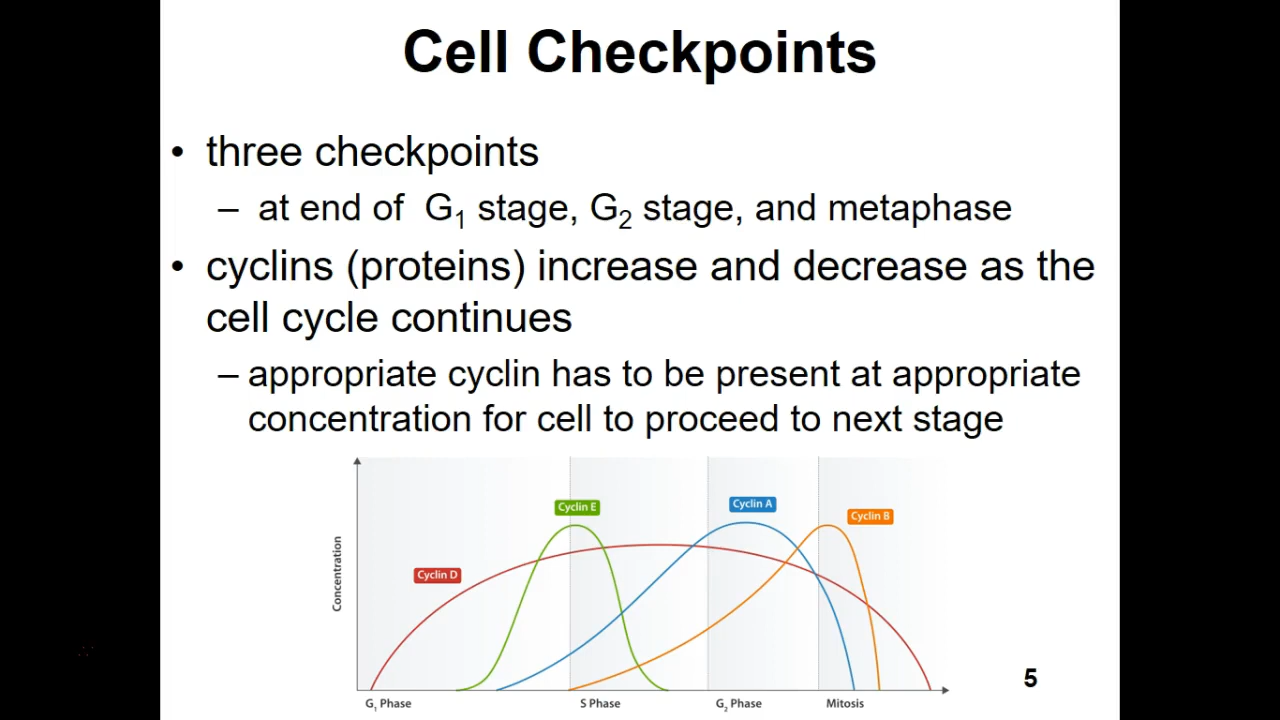 Cell Checkpoints
• three checkpoints
– at end of G₁ stage, G₂ stage, and metaphase
• cyclins (proteins) increase and decrease as the
cell cycle continues
– appropriate cyclin has to be present at appropriate
concentration for cell to proceed to next stage
Cyclin E
Cyclin A
Cyclin B
Cyclin D
Concentration
G₁ Phase
S Phase
G₂ Phase
Mitosis
5